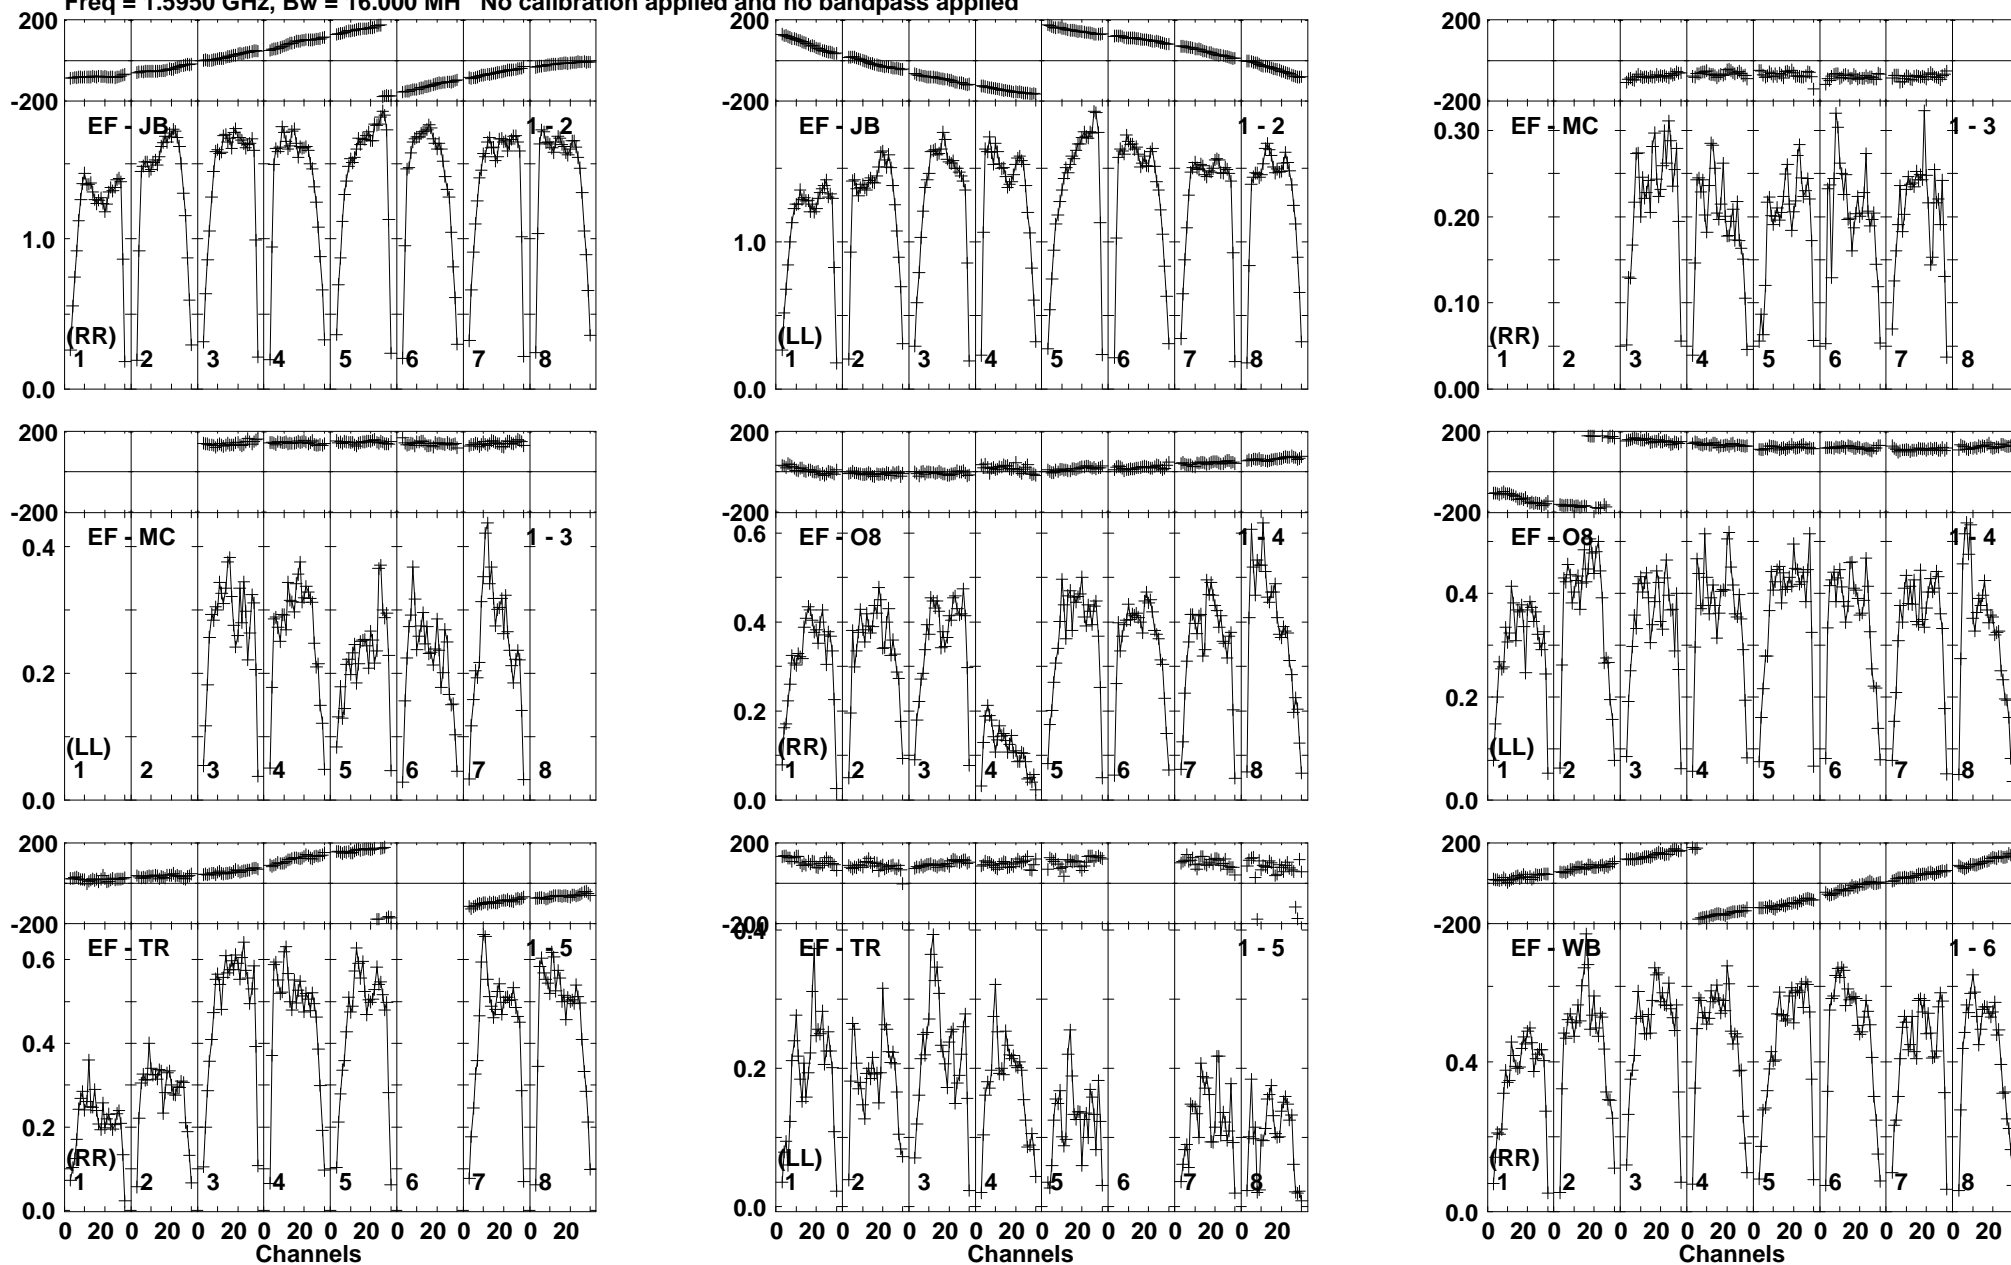 Freq = 1.5950 GHz, Bw = 16.000 MH No calibration applied and no bandpass applied
200 200 200
-200 -200 -200
EF - JB 1 - 2 EF - JB 1 - 2 EF - MC 1 - 3
0.30
1.0 1.0 0.20
0.10
(RR) (LL) (RR)
1 2 3 4 5 6 7 8 1 2 3 4 5 6 7 8 1 2 3 4 5 6 7 8
0.0 0.0 0.00
200 200 200
-200 -200 -200
EF - MC 1 - 3 EF - O8 1 - 4 EF - O8 1 - 4
0.4 0.6
0.4 0.4
0.2 0.2 0.2
(LL) (RR) (LL)
1 2 3 4 5 6 7 8 1 2 3 4 5 6 7 8 1 2 3 4 5 6 7 8
0.0 0.0 0.0
200 200 200
-200 -200 -200
0.4
EF - TR 1 - 5 EF - TR 1 - 5 EF - WB 1 - 6
0.6
0.4 0.2 0.4
0.2
(RR) (LL) (RR)
1 2 3 4 5 6 7 8 1 2 3 4 5 6 7 8 1 2 3 4 5 6 7 8
0.0 0.0 0.0
0 20 0 20 0 20 0 20 0 20 0 20 0 20 0 20 0 20 0 20 0 20 0 20 0 20 0 20 0 20 0 20 0 20 0 20 0 20 0 20 0 20 0 20 0 20 0 20
Channels Channels Channels